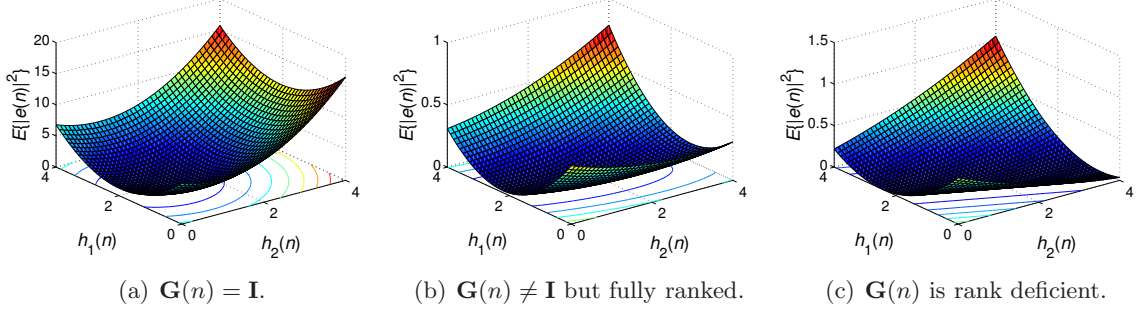 20
15
10
5
0
4
2
0
0
2
4
E{|e(n)|²}
h₁(n)
h₂(n)
(a) G(n) = I.
1
0.5
0
4
2
0
0
2
4
E{|e(n)|²}
h₁(n)
h₂(n)
(b) G(n) ≠ I but fully ranked.
1.5
1
0.5
0
4
2
0
0
2
4
E{|e(n)|²}
h₁(n)
h₂(n)
(c) G(n) is rank deficient.